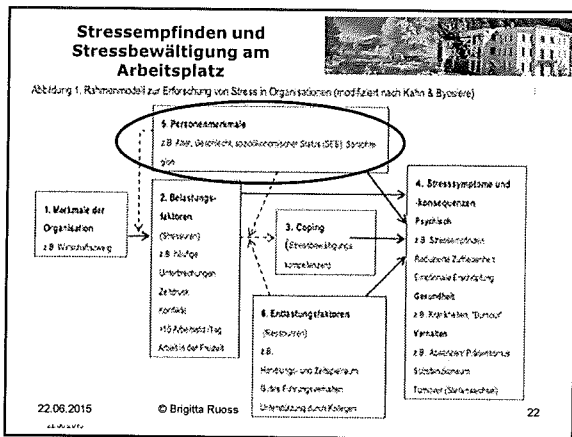 Stressempfinden und
Stressbewältigung am
Arbeitsplatz
Abbildung 1. Rahmenmodell zur Erforschung von Stress in Organisationen (modifiziert nach Kahn & Byosiere)
5. Personenmerkmale
z.B. Alter, Geschlecht, sozioökonomischer Status (SES), Sprachre
gion
1. Merkmale der
Organisation
z.B. Wirtschaftszweig
2. Belastungs-
faktoren
(Stressoren)
z.B. häufige
Unterbrechungen
Zeitdruck
Konflikte
>10 Arbeitsstd./Tag
Arbeit in der Freizeit
3. Coping
(Stressbewältigungs
kompetenzen)
6. Entlastungsfaktoren
(Ressourcen)
z.B.
Handlungs- und Zeitspielraum
Gutes Führungsverhalten
Unterstützung durch Kollegen
4. Stresssymptome und
-konsequenzen
Psychisch
z.B. Stressempfinden
Reduzierte Zufriedenheit
Emotionale Erschöpfung
Gesundheit
z.B. Krankheiten, "Burnout"
Verhalten
z.B. Absenzen/ Präsentismus
Substanzkonsum
Turnover (Stellenwechsel)
22.06.2015
© Brigitta Ruoss
22